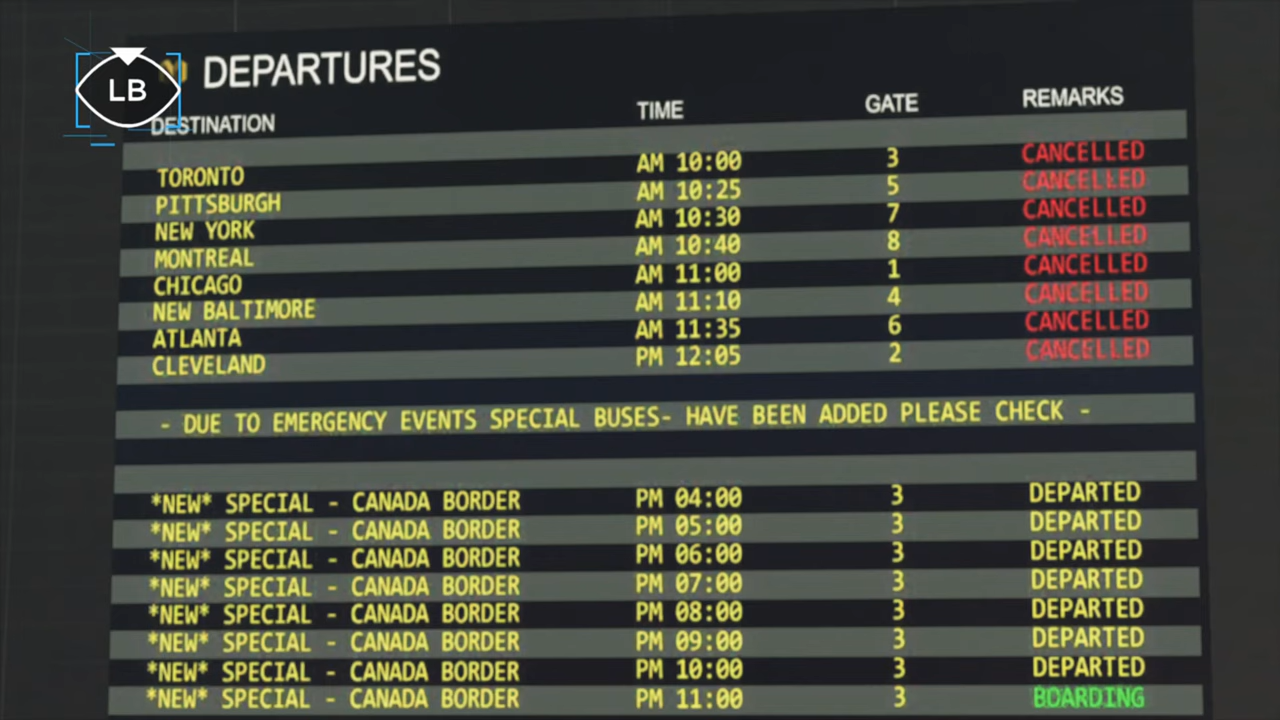 LB
DEPARTURES
DESTINATION TIME GATE REMARKS
TORONTO AM 10:00 3 CANCELLED
PITTSBURGH AM 10:25 5 CANCELLED
NEW YORK AM 10:30 7 CANCELLED
MONTREAL AM 10:40 8 CANCELLED
CHICAGO AM 11:00 1 CANCELLED
NEW BALTIMORE AM 11:10 4 CANCELLED
ATLANTA AM 11:35 6 CANCELLED
CLEVELAND PM 12:05 2 CANCELLED
- DUE TO EMERGENCY EVENTS SPECIAL BUSES- HAVE BEEN ADDED PLEASE CHECK -
*NEW* SPECIAL - CANADA BORDER PM 04:00 3 DEPARTED
*NEW* SPECIAL - CANADA BORDER PM 05:00 3 DEPARTED
*NEW* SPECIAL - CANADA BORDER PM 06:00 3 DEPARTED
*NEW* SPECIAL - CANADA BORDER PM 07:00 3 DEPARTED
*NEW* SPECIAL - CANADA BORDER PM 08:00 3 DEPARTED
*NEW* SPECIAL - CANADA BORDER PM 09:00 3 DEPARTED
*NEW* SPECIAL - CANADA BORDER PM 10:00 3 DEPARTED
*NEW* SPECIAL - CANADA BORDER PM 11:00 3 BOARDING